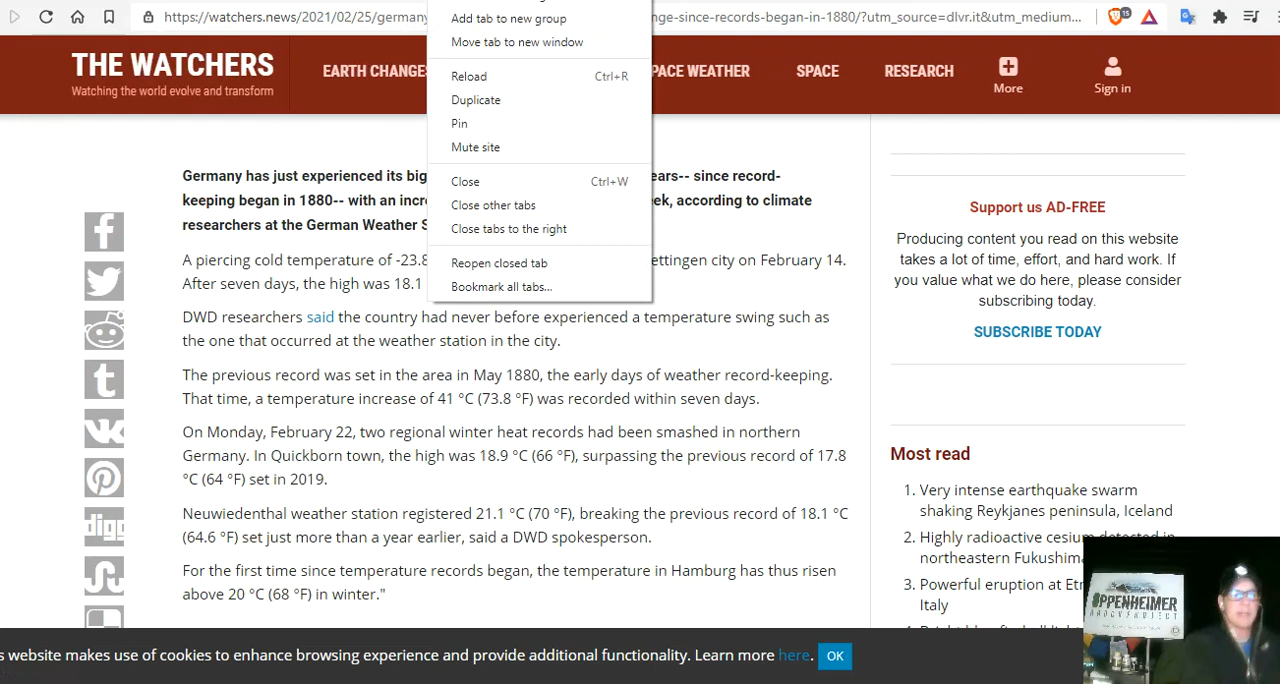 https://watchers.news/2021/02/25/germany
nge-since-records-began-in-1880/?utm_source=dlvr.it&utm_medium...
15
THE WATCHERS
Watching the world evolve and transform
EARTH CHANGES
SPACE WEATHER
SPACE
RESEARCH
More
Sign in
Add tab to new group
Move tab to new window
Reload Ctrl+R
Duplicate
Pin
Mute site
Close Ctrl+W
Close other tabs
Close tabs to the right
Reopen closed tab
Bookmark all tabs...
Germany has just experienced its big ears-- since record-
keeping began in 1880-- with an incre ek, according to climate
researchers at the German Weather S
A piercing cold temperature of -23.8 ettingen city on February 14.
After seven days, the high was 18.1
DWD researchers said the country had never before experienced a temperature swing such as
the one that occurred at the weather station in the city.
The previous record was set in the area in May 1880, the early days of weather record-keeping.
That time, a temperature increase of 41 °C (73.8 °F) was recorded within seven days.
On Monday, February 22, two regional winter heat records had been smashed in northern
Germany. In Quickborn town, the high was 18.9 °C (66 °F), surpassing the previous record of 17.8
°C (64 °F) set in 2019.
Neuwiedenthal weather station registered 21.1 °C (70 °F), breaking the previous record of 18.1 °C
(64.6 °F) set just more than a year earlier, said a DWD spokesperson.
For the first time since temperature records began, the temperature in Hamburg has thus risen
above 20 °C (68 °F) in winter."
digg
Support us AD-FREE
Producing content you read on this website
takes a lot of time, effort, and hard work. If
you value what we do here, please consider
subscribing today.
SUBSCRIBE TODAY
Most read
1. Very intense earthquake swarm
shaking Reykjanes peninsula, Iceland
2. Highly radioactive cesium detected in
northeastern Fukushima
3. Powerful eruption at Etn
Italy
OPPENHEIMER
RANCH PROJECT
s website makes use of cookies to enhance browsing experience and provide additional functionality. Learn more here. OK